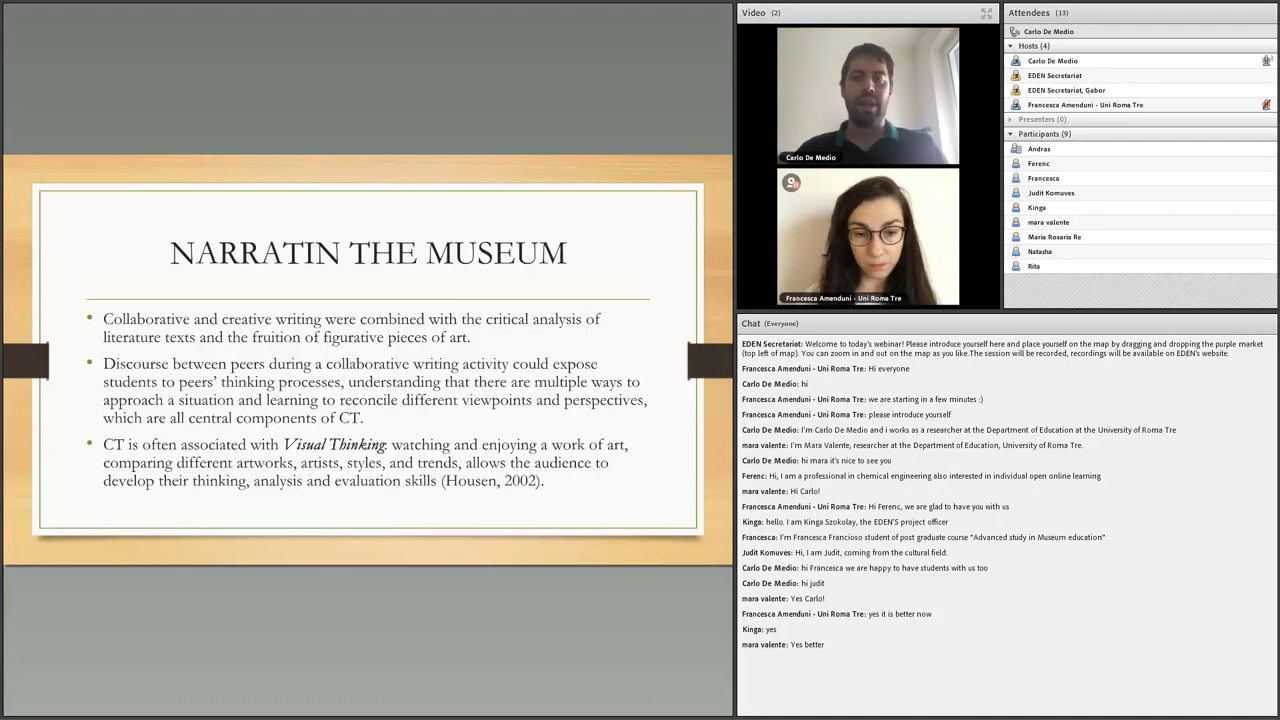 NARRATIN THE MUSEUM
Collaborative and creative writing were combined with the critical analysis of
literature texts and the fruition of figurative pieces of art.
Discourse between peers during a collaborative writing activity could expose
students to peers' thinking processes, understanding that there are multiple ways to
approach a situation and learning to reconcile different viewpoints and perspectives,
which are all central components of CT.
CT is often associated with Visual Thinking: watching and enjoying a work of art,
comparing different artworks, artists, styles, and trends, allows the audience to
develop their thinking, analysis and evaluation skills (Housen, 2002).
Video (2)
Carlo De Medio
Francesca Amenduni - Uni Roma Tre
Attendees (13)
Carlo De Medio
Hosts (4)
Carlo De Medio
EDEN Secretariat
EDEN Secretariat, Gabor
Francesca Amenduni - Uni Roma Tre
Presenters (0)
Participants (9)
Andras
Ferenc
Francesca
Judit Komuves
Kinga
mara valente
Maria Rosaria Re
Natasha
Rita
Chat (Everyone)
EDEN Secretariat: Welcome to today's webinar! Please introduce yourself here and place yourself on the map by dragging and dropping the purple market
(top left of map). You can zoom in and out on the map as you like.The session will be recorded, recordings will be available on EDEN's website.
Francesca Amenduni - Uni Roma Tre: Hi everyone
Carlo De Medio: hi
Francesca Amenduni - Uni Roma Tre: we are starting in a few minutes :)
Francesca Amenduni - Uni Roma Tre: please introduce yourself
Carlo De Medio: I'm Carlo De Medio and i works as a researcher at the Department of Education at the University of Roma Tre
mara valente: I'm Mara Valente, researcher at the Department of Education, University of Roma Tre.
Carlo De Medio: hi mara it's nice to see you
Ferenc: Hi, I am a professional in chemical engineering also interested in individual open online learning
mara valente: Hi Carlo!
Francesca Amenduni - Uni Roma Tre: Hi Ferenc, we are glad to have you with us
Kinga: hello. I am Kinga Szokolay, the EDEN'S project officer
Francesca: I'm Francesca Francioso student of post graduate course "Advanced study in Museum education"
Judit Komuves: Hi, I am Judit, coming from the cultural field.
Carlo De Medio: hi Francesca we are happy to have students with us too
Carlo De Medio: hi judit
mara valente: Yes Carlo!
Francesca Amenduni - Uni Roma Tre: yes it is better now
Kinga: yes
mara valente: Yes better